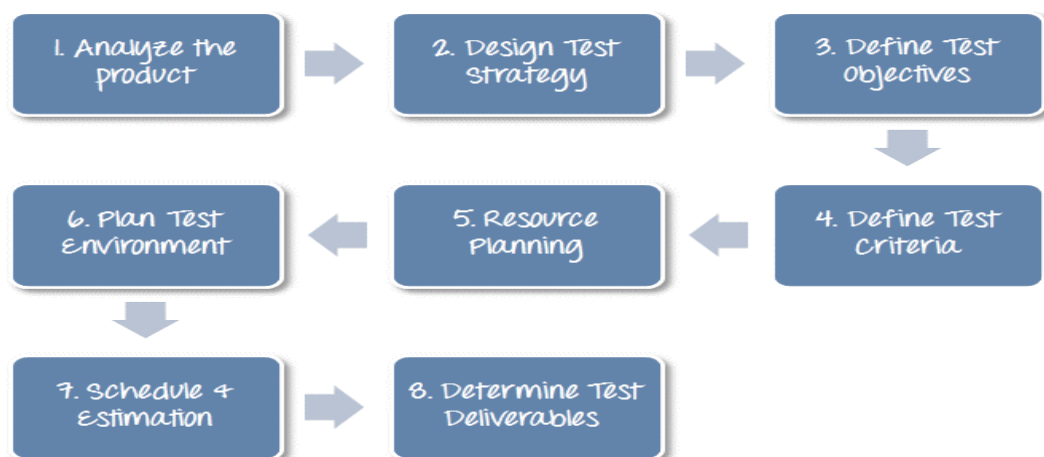 1. Analyze the
product
2. Design Test
Strategy
3. Define Test
Objectives
4. Define Test
Criteria
5. Resource
Planning
6. Plan Test
Environment
7. Schedule &
Estimation
8. Determine Test
Deliverables